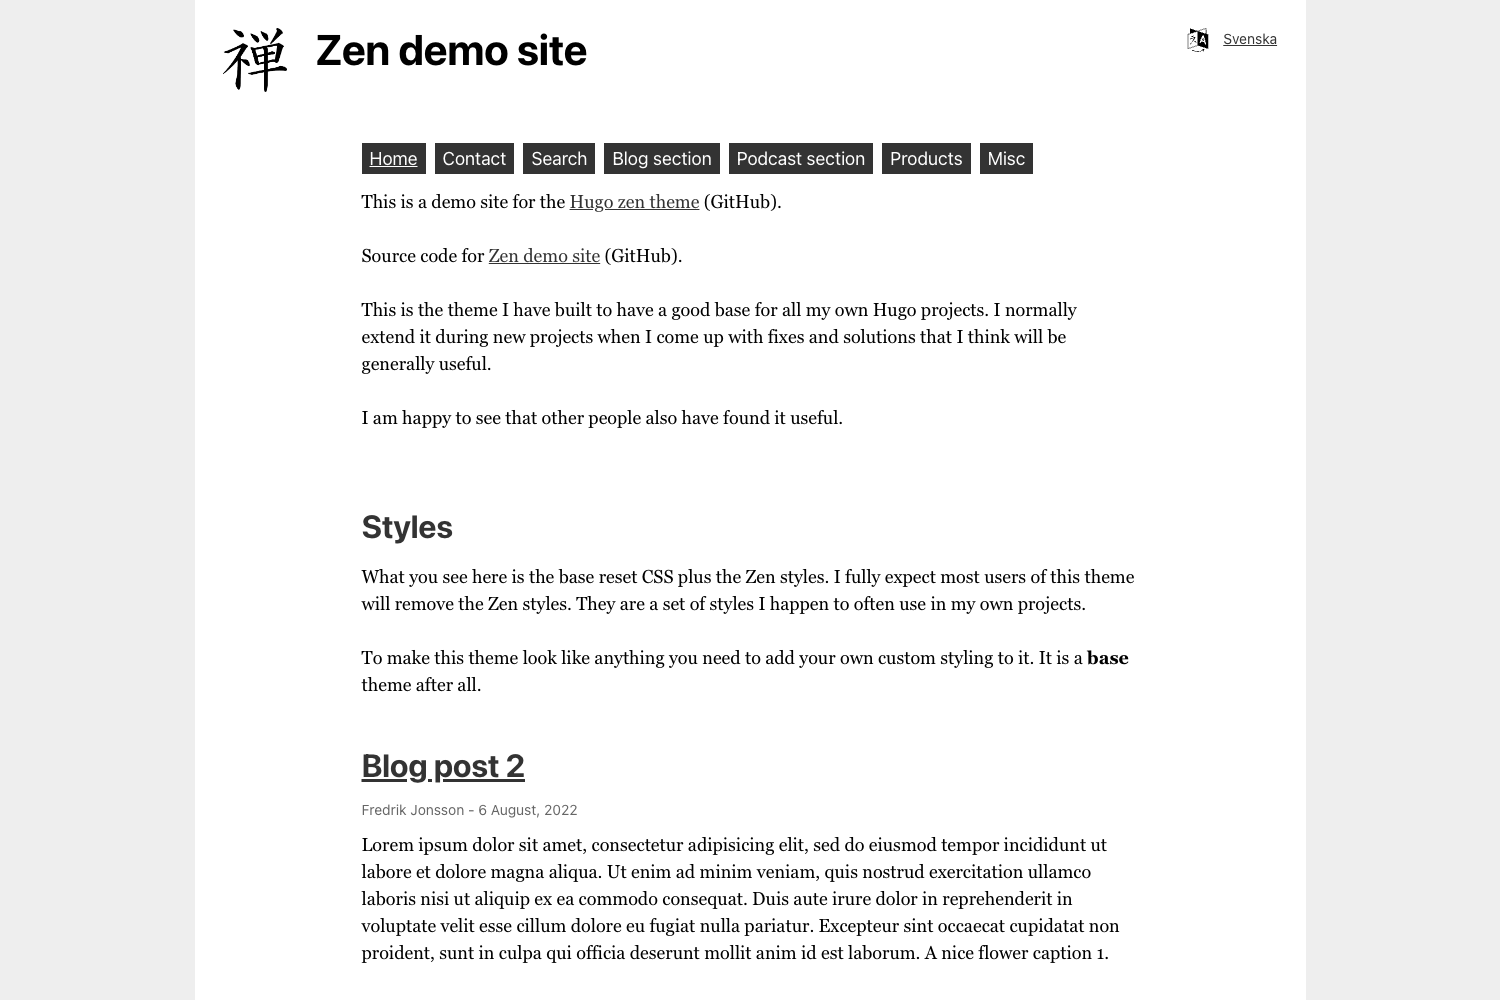 禅 Zen demo site
Svenska
Home Contact Search Blog section Podcast section Products Misc
This is a demo site for the Hugo zen theme (GitHub).
Source code for Zen demo site (GitHub).
This is the theme I have built to have a good base for all my own Hugo projects. I normally
extend it during new projects when I come up with fixes and solutions that I think will be
generally useful.
I am happy to see that other people also have found it useful.
Styles
What you see here is the base reset CSS plus the Zen styles. I fully expect most users of this theme
will remove the Zen styles. They are a set of styles I happen to often use in my own projects.
To make this theme look like anything you need to add your own custom styling to it. It is a base
theme after all.
Blog post 2
Fredrik Jonsson - 6 August, 2022
Lorem ipsum dolor sit amet, consectetur adipisicing elit, sed do eiusmod tempor incididunt ut
labore et dolore magna aliqua. Ut enim ad minim veniam, quis nostrud exercitation ullamco
laboris nisi ut aliquip ex ea commodo consequat. Duis aute irure dolor in reprehenderit in
voluptate velit esse cillum dolore eu fugiat nulla pariatur. Excepteur sint occaecat cupidatat non
proident, sunt in culpa qui officia deserunt mollit anim id est laborum. A nice flower caption 1.